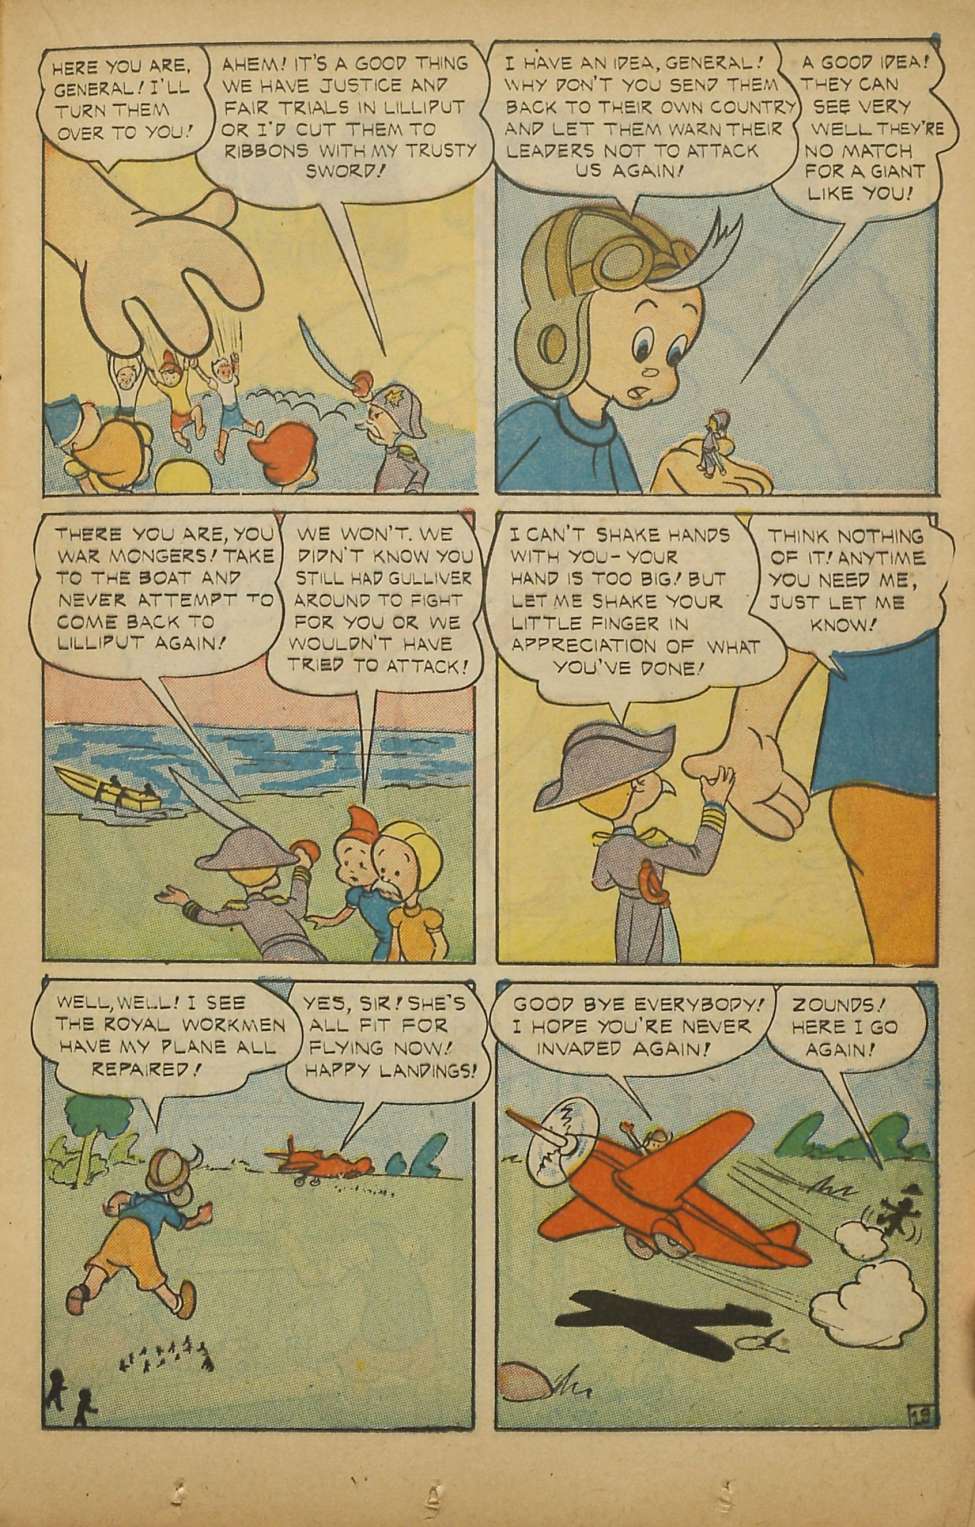 HERE YOU ARE,
GENERAL! I'LL
TURN THEM
OVER TO YOU!
AHEM! IT'S A GOOD THING
WE HAVE JUSTICE AND
FAIR TRIALS IN LILLIPUT
OR I'D CUT THEM TO
RIBBONS WITH MY TRUSTY
SWORD!
I HAVE AN IDEA, GENERAL!
WHY DON'T YOU SEND THEM
BACK TO THEIR OWN COUNTRY
AND LET THEM WARN THEIR
LEADERS NOT TO ATTACK
US AGAIN!
A GOOD IDEA!
THEY CAN
SEE VERY
WELL THEY'RE
NO MATCH
FOR A GIANT
LIKE YOU!
THERE YOU ARE, YOU
WAR MONGERS! TAKE
TO THE BOAT AND
NEVER ATTEMPT TO
COME BACK TO
LILLIPUT AGAIN!
WE WON'T. WE
DIDN'T KNOW YOU
STILL HAD GULLIVER
AROUND TO FIGHT
FOR YOU OR WE
WOULDN'T HAVE
TRIED TO ATTACK!
I CAN'T SHAKE HANDS
WITH YOU - YOUR
HAND IS TOO BIG! BUT
LET ME SHAKE YOUR
LITTLE FINGER IN
APPRECIATION OF WHAT
YOU'VE DONE!
THINK NOTHING
OF IT! ANYTIME
YOU NEED ME,
JUST LET ME
KNOW!
WELL, WELL! I SEE
THE ROYAL WORKMEN
HAVE MY PLANE ALL
REPAIRED!
YES, SIR! SHE'S
ALL FIT FOR
FLYING NOW!
HAPPY LANDINGS!
GOOD BYE EVERYBODY!
I HOPE YOU'RE NEVER
INVADED AGAIN!
ZOUNDS!
HERE I GO
AGAIN!